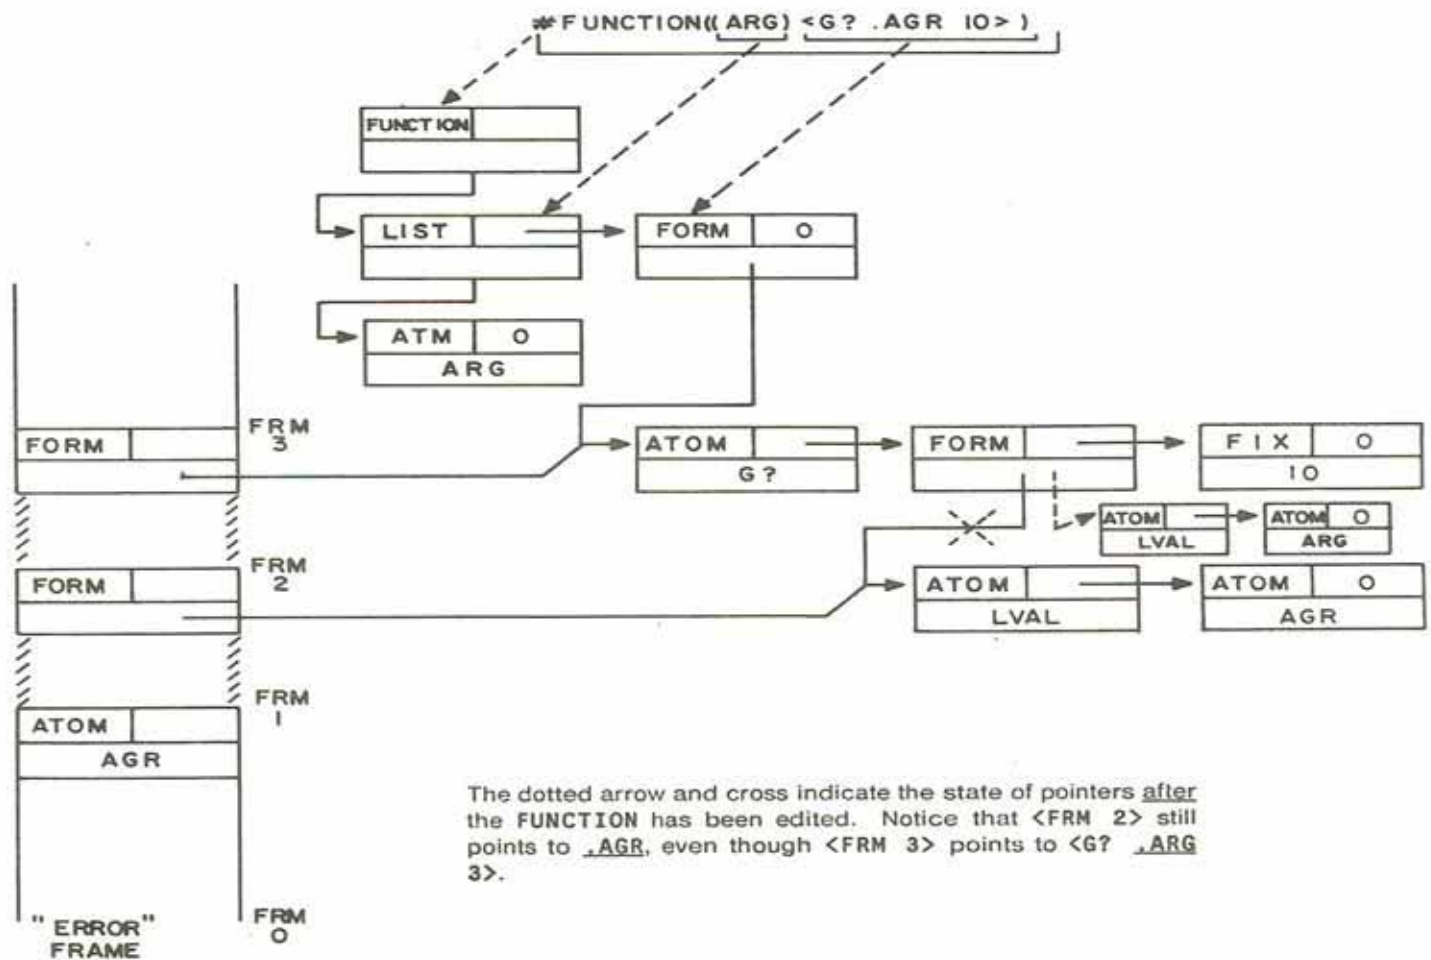 #FUNCTION((ARG) <G? .AGR 10>)
FUNCTION
LIST
FORM 0
ATM 0
ARG
FORM
FRM
3
ATOM
G?
FORM
FIX 0
10
ATOM
LVAL
ATOM 0
ARG
FORM
FRM
2
ATOM
LVAL
ATOM 0
AGR
ATOM
AGR
FRM
1
The dotted arrow and cross indicate the state of pointers after
the FUNCTION has been edited. Notice that <FRM 2> still
points to .AGR, even though <FRM 3> points to <G? .ARG
3>.
"ERROR"
FRAME
FRM
0